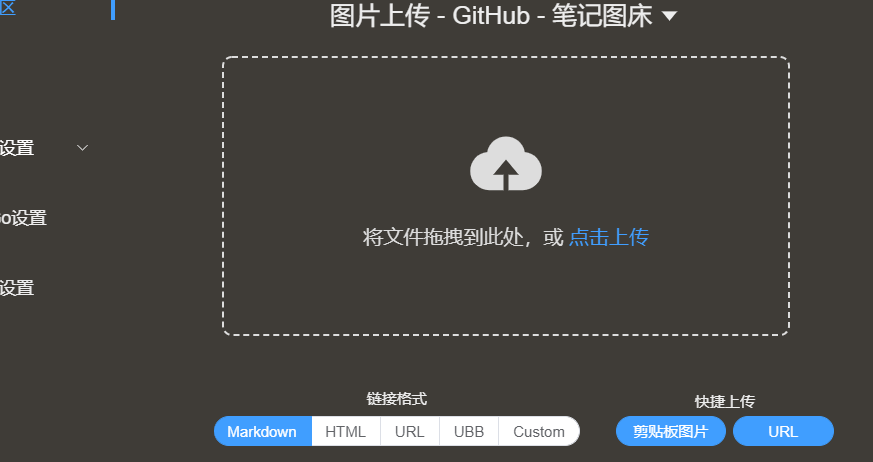 区
图片上传 - GitHub - 笔记图床
设置
o设置
设置
将文件拖拽到此处，或 点击上传
链接格式
快捷上传
Markdown HTML URL UBB Custom
剪贴板图片 URL